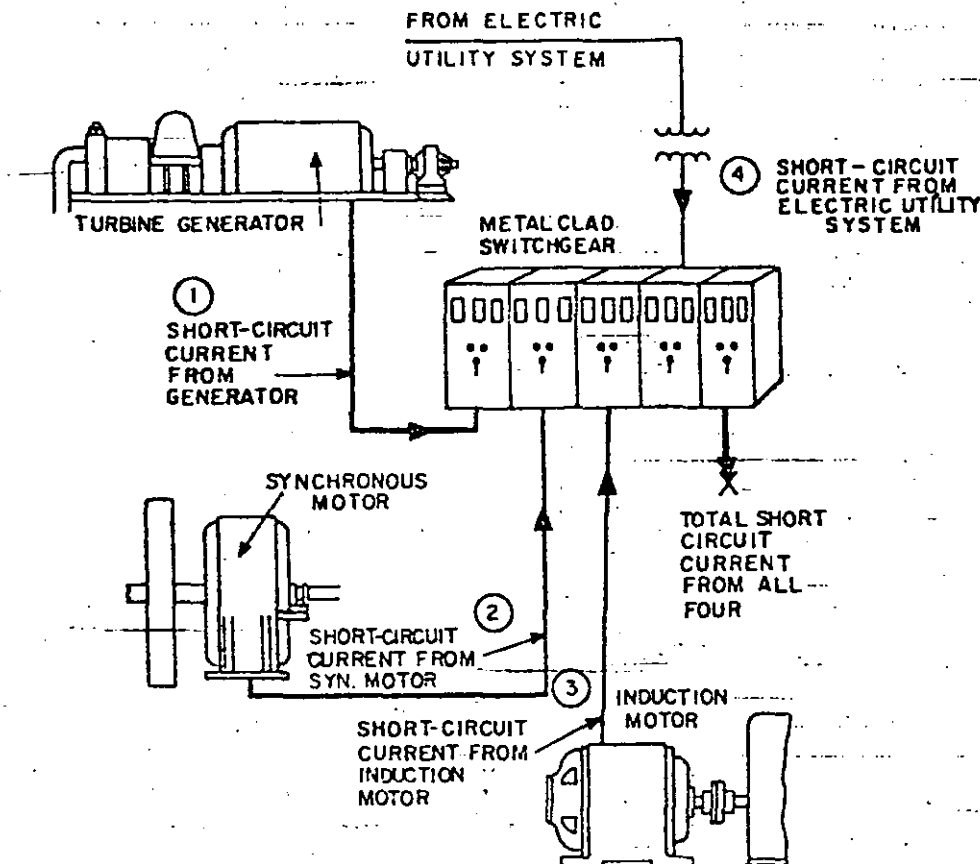 FROM ELECTRIC
UTILITY SYSTEM
4
SHORT-CIRCUIT
CURRENT FROM
ELECTRIC UTILITY
SYSTEM
TURBINE GENERATOR
METAL CLAD
SWITCHGEAR
1
SHORT-CIRCUIT
CURRENT
FROM
GENERATOR
SYNCHRONOUS
MOTOR
TOTAL SHORT
CIRCUIT
CURRENT
FROM ALL
FOUR
2
SHORT-CIRCUIT
CURRENT FROM
SYN. MOTOR
3
INDUCTION
MOTOR
SHORT-CIRCUIT
CURRENT FROM
INDUCTION
MOTOR